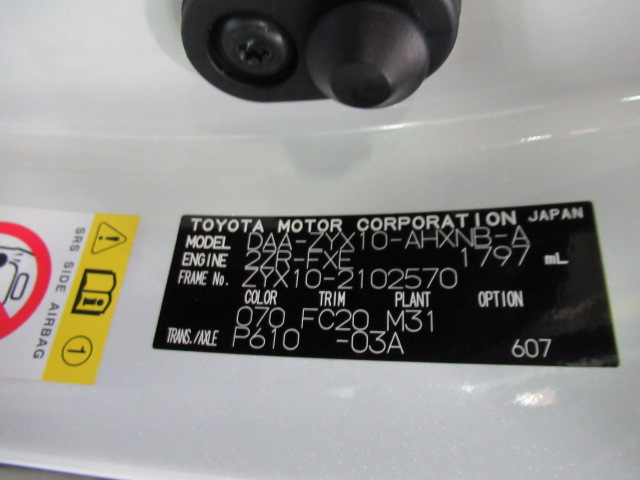 TOYOTA MOTOR CORPORATION JAPAN
MODEL DAA-ZYX10-AHXNB-A
ENGINE 2ZR-FXE 1797 mL
FRAME No. ZYX10-2102570
COLOR TRIM PLANT OPTION
070 FC20 M31
TRANS./AXLE P610 -03A 607
SRS SIDE AIRBAG
1